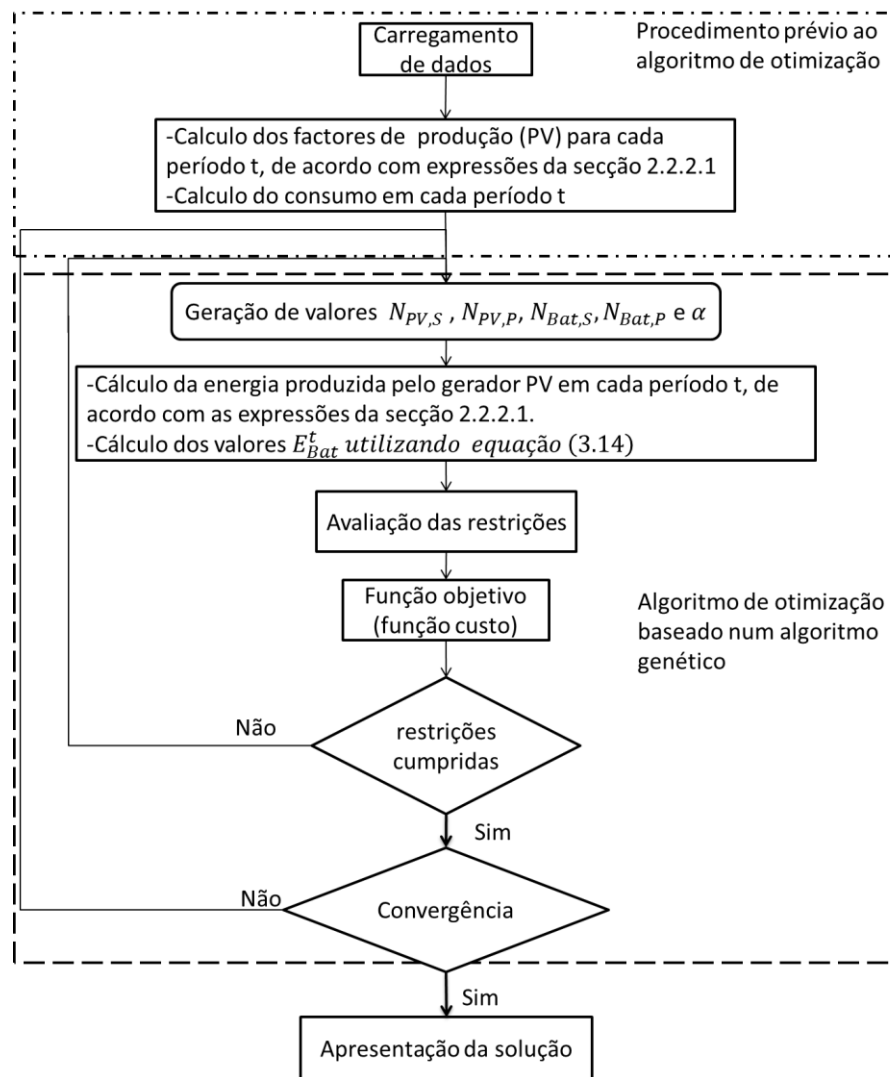 Procedimento prévio ao
algoritmo de otimização
Carregamento
de dados
-Calculo dos factores de produção (PV) para cada
período t, de acordo com expressões da secção 2.2.2.1
-Calculo do consumo em cada período t
Geração de valores N_{PV,S} , N_{PV,P}, N_{Bat,S}, N_{Bat,P} e α
-Cálculo da energia produzida pelo gerador PV em cada período t, de
acordo com as expressões da secção 2.2.2.1.
-Cálculo dos valores E_{Bat}^{t} utilizando equação (3.14)
Avaliação das restrições
Função objetivo
(função custo)
Algoritmo de otimização
baseado num algoritmo
genético
Não
restrições
cumpridas
Sim
Não
Convergência
Sim
Apresentação da solução